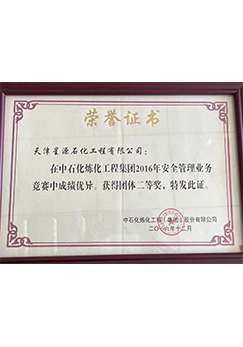 荣誉证书
天津星源石化工程有限公司：
在中石化炼化工程集团2016年安全管理业务
竞赛中成绩优异。获得团体二等奖，特发此证。
中石化炼化工程（集团）股份有限公司
二〇一六年十二月